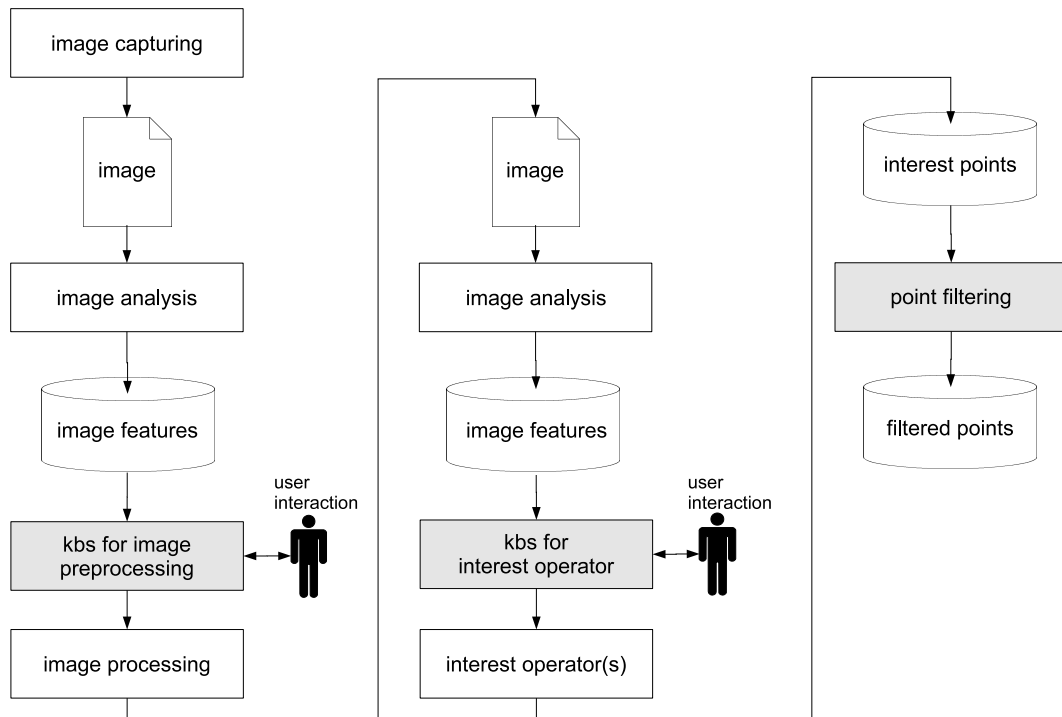 image capturing
image
image analysis
image features
user
interaction
kbs for image
preprocessing
image processing
image
image analysis
image features
user
interaction
kbs for
interest operator
interest operator(s)
interest points
point filtering
filtered points